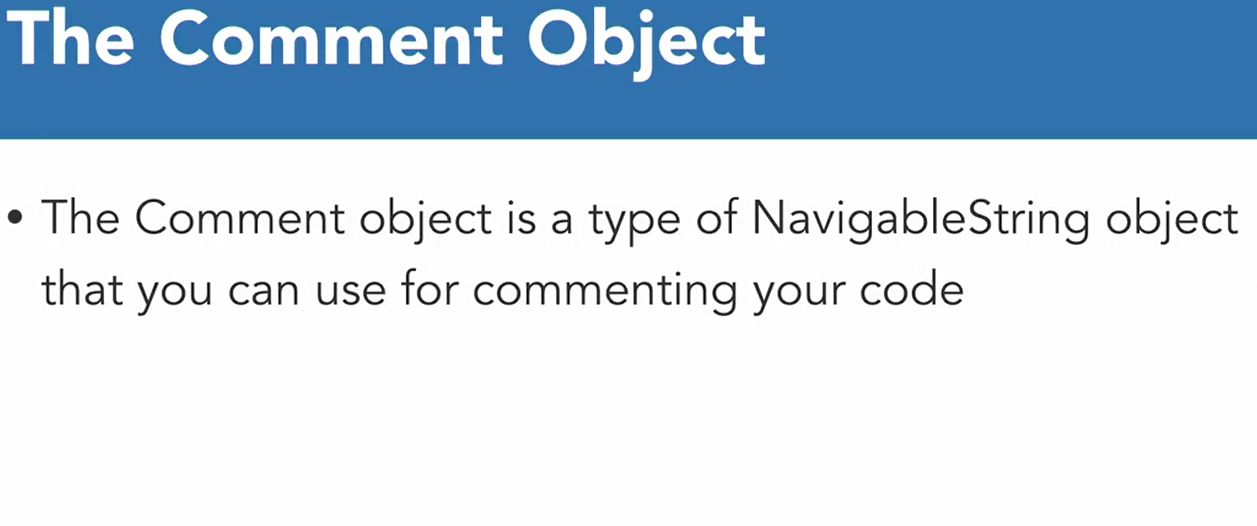 The Comment Object
• The Comment object is a type of NavigableString object
that you can use for commenting your code